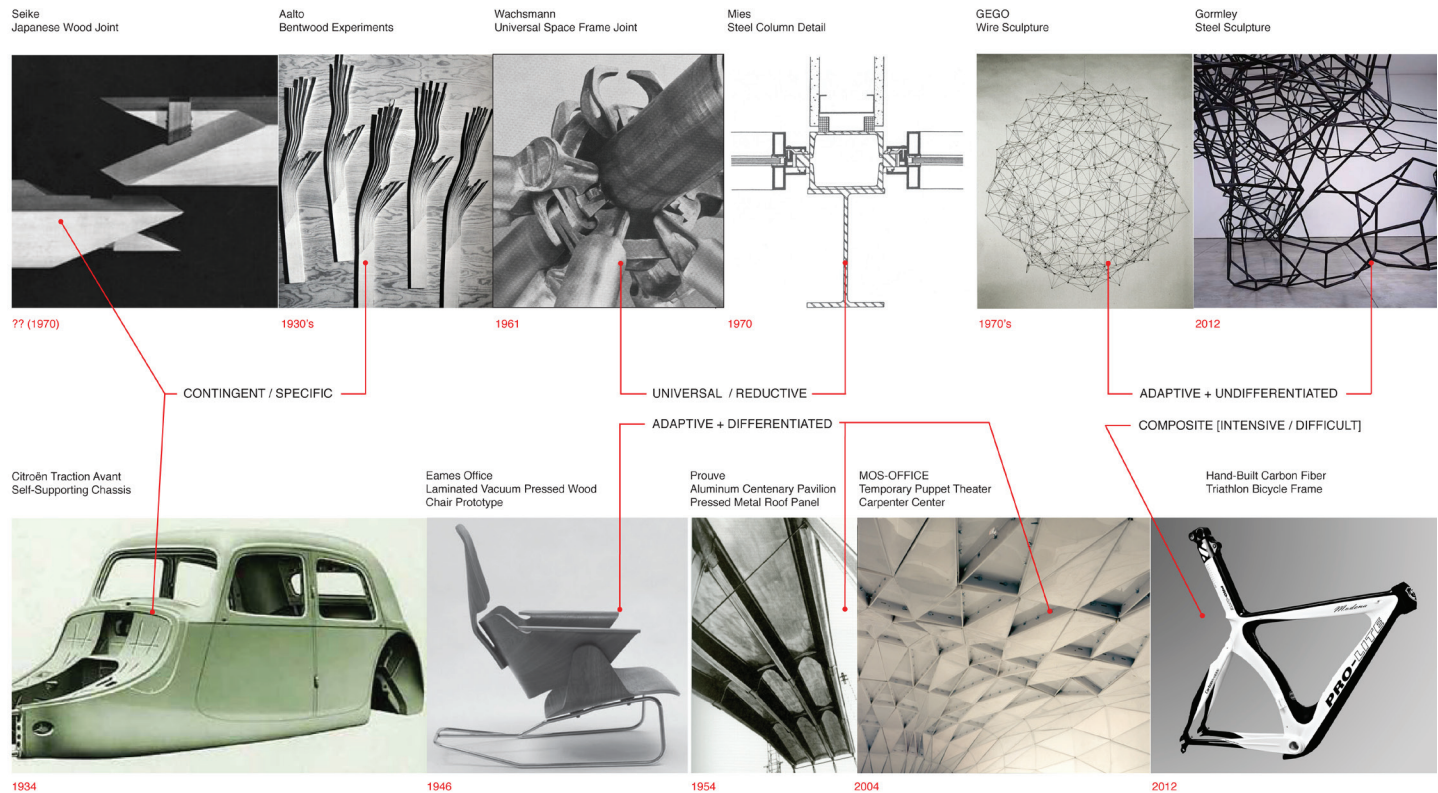 Seike
Japanese Wood Joint
Aalto
Bentwood Experiments
Wachsmann
Universal Space Frame Joint
Mies
Steel Column Detail
GEGO
Wire Sculpture
Gormley
Steel Sculpture
?? (1970)
1930's
1961
1970
1970's
2012
CONTINGENT / SPECIFIC
UNIVERSAL / REDUCTIVE
ADAPTIVE + UNDIFFERENTIATED
ADAPTIVE + DIFFERENTIATED
COMPOSITE [INTENSIVE / DIFFICULT]
Citroën Traction Avant
Self-Supporting Chassis
Eames Office
Laminated Vacuum Pressed Wood
Chair Prototype
Prouve
Aluminum Centenary Pavilion
Pressed Metal Roof Panel
MOS-OFFICE
Temporary Puppet Theater
Carpenter Center
Hand-Built Carbon Fiber
Triathlon Bicycle Frame
Modena
PRO-LITE
1934
1946
1954
2004
2012